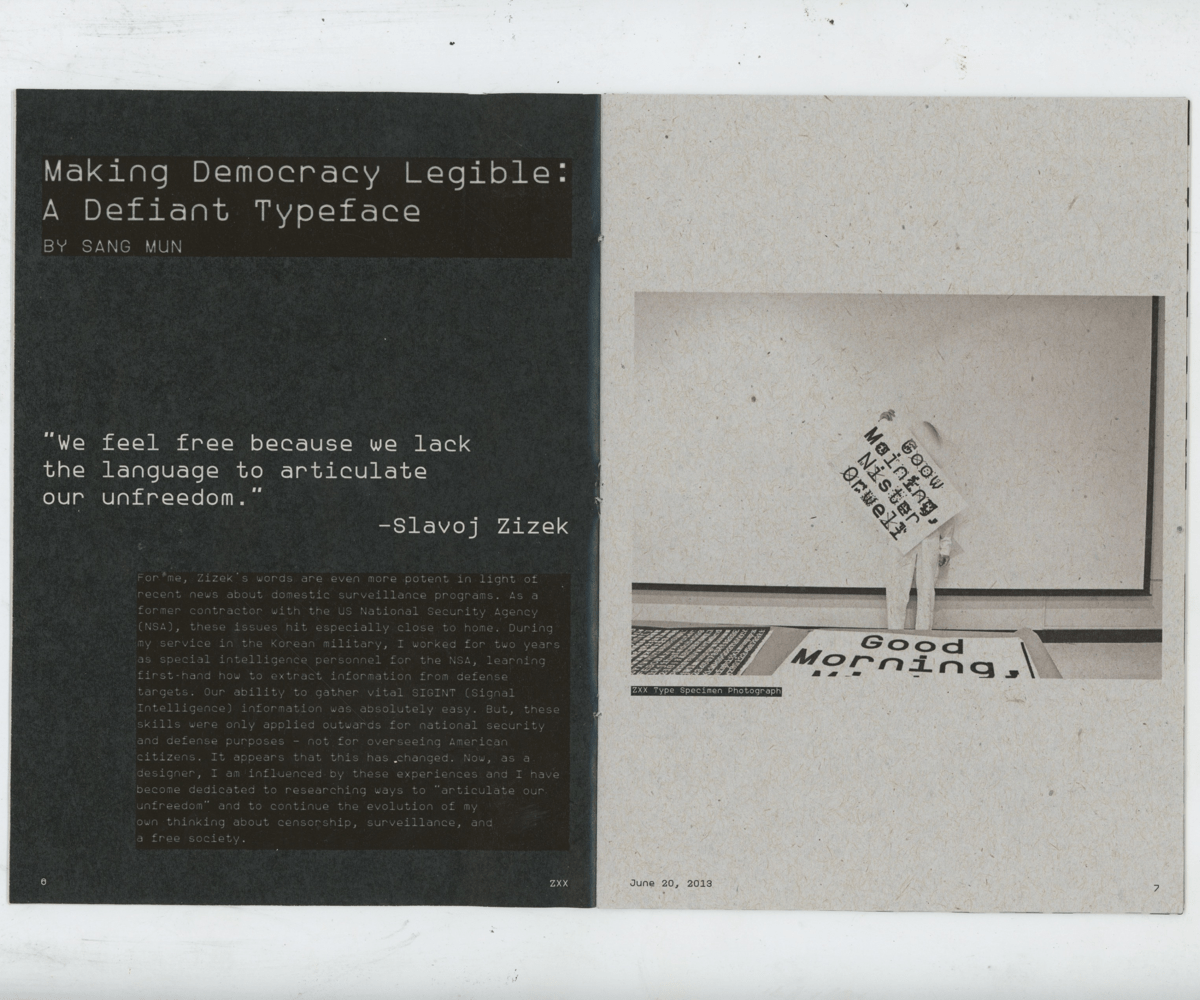 Making Democracy Legible:
A Defiant Typeface
BY SANG MUN
"We feel free because we lack
the language to articulate
our unfreedom."
-Slavoj Zizek
For me, Zizek's words are even more potent in light of
recent news about domestic surveillance programs. As a
former contractor with the US National Security Agency
(NSA), these issues hit especially close to home. During
my service in the Korean military, I worked for two years
as special intelligence personnel for the NSA, learning
first-hand how to extract information from defense
targets. Our ability to gather vital SIGINT (Signal
Intelligence) information was absolutely easy. But, these
skills were only applied outwards for national security
and defense purposes - not for overseeing American
citizens. It appears that this has changed. Now, as a
designer, I am influenced by these experiences and I have
become dedicated to researching ways to "articulate our
unfreedom" and to continue the evolution of my
own thinking about censorship, surveillance, and
a free society.
ZXX
Good
Morning,
ZXX Type Specimen Photograph
June 20, 2013
7